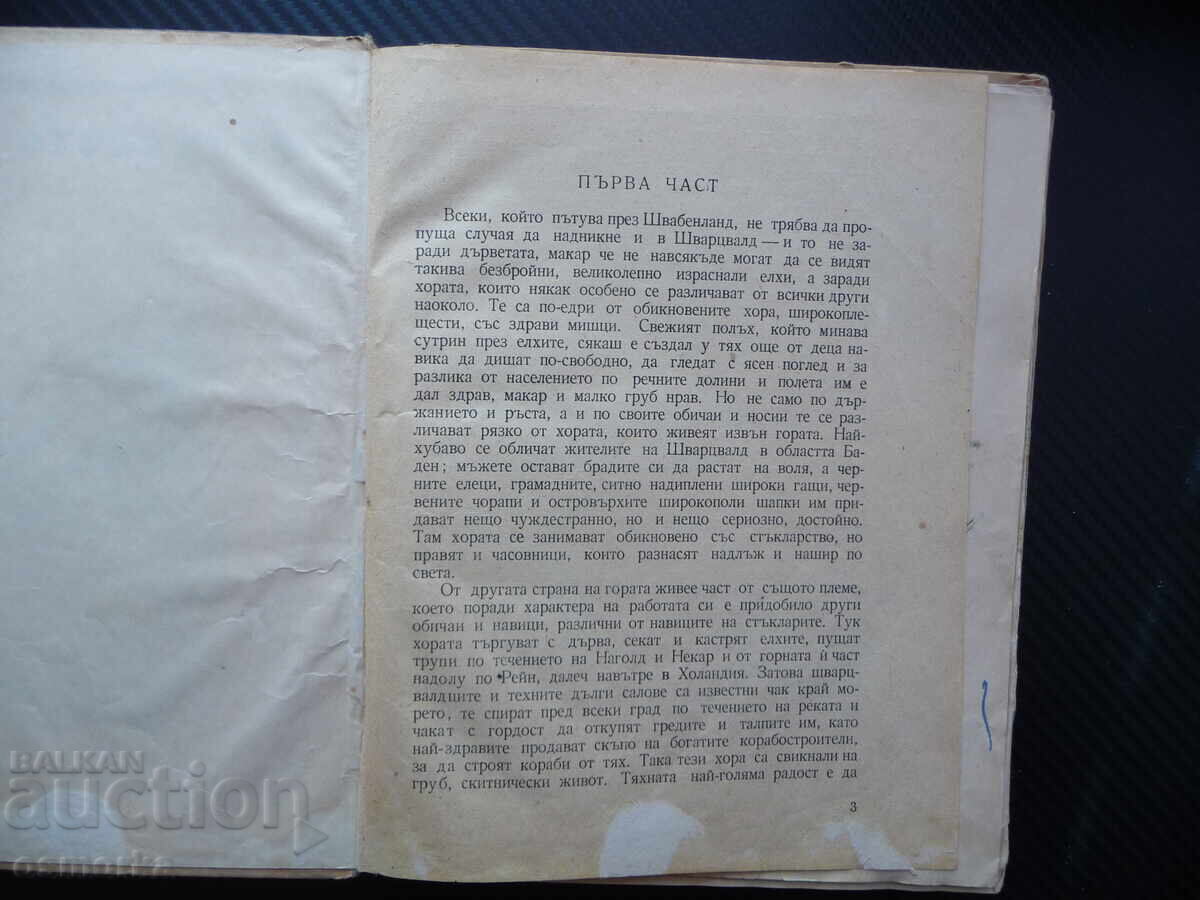 ПЪРВА ЧАСТ
Всеки, който пътува през Швабенланд, не трябва да про-
пуща случая да надникне и в Шварцвалд — и то не за-
ради дърветата, макар че не навсякъде могат да се видят
такива безбройни, великолепно израснали елхи, а заради
хората, които някак особено се различават от всички други
наоколо. Те са по-едри от обикновените хора, широкопле-
щести, със здрави мишци. Свежият полъх, който минава
сутрин през елхите, сякаш е създал у тях още от деца на-
вика да дишат по-свободно, да гледат с ясен поглед и за
разлика от населението по речните долини и полета им е
дал здрав, макар и малко груб нрав. Но не само по дър-
жанието и ръста, а и по своите обичаи и носии те се раз-
личават рязко от хората, които живеят извън гората. Най-
хубаво се обличат жителите на Шварцвалд в областта Ба-
ден; мъжете остават брадите си да растат на воля, а чер-
ните елеци, грамадните, ситно надиплени широки гащи, чер-
вените чорапи и островърхите широкополи шапки им при-
дават нещо чуждестранно, но и нещо сериозно, достойно.
Там хората се занимават обикновено със стъкларство, но
правят и часовници, които разнасят надлъж и нашир по
света.
От другата страна на гората живее част от същото племе,
което поради характера на работата си е придобило други
обичаи и навици, различни от навиците на стъкларите. Тук
хората търгуват с дърва, секат и кастрят елхите, пущат
трупи по течението на Наголд и Некар и от горната ѝ част
надолу по Рейн, далеч навътре в Холандия. Затова шварц-
валдците и техните дълги салове са известни чак край мо-
рето, те спират пред всеки град по течението на реката и
чакат с гордост да откупят гредите и талпите им, като
най-здравите продават скъпо на богатите корабостроители,
за да строят кораби от тях. Така тези хора са свикнали на
груб, скитнически живот. Тяхната най-голяма радост е да
3
BALKAN
auction
osmorka